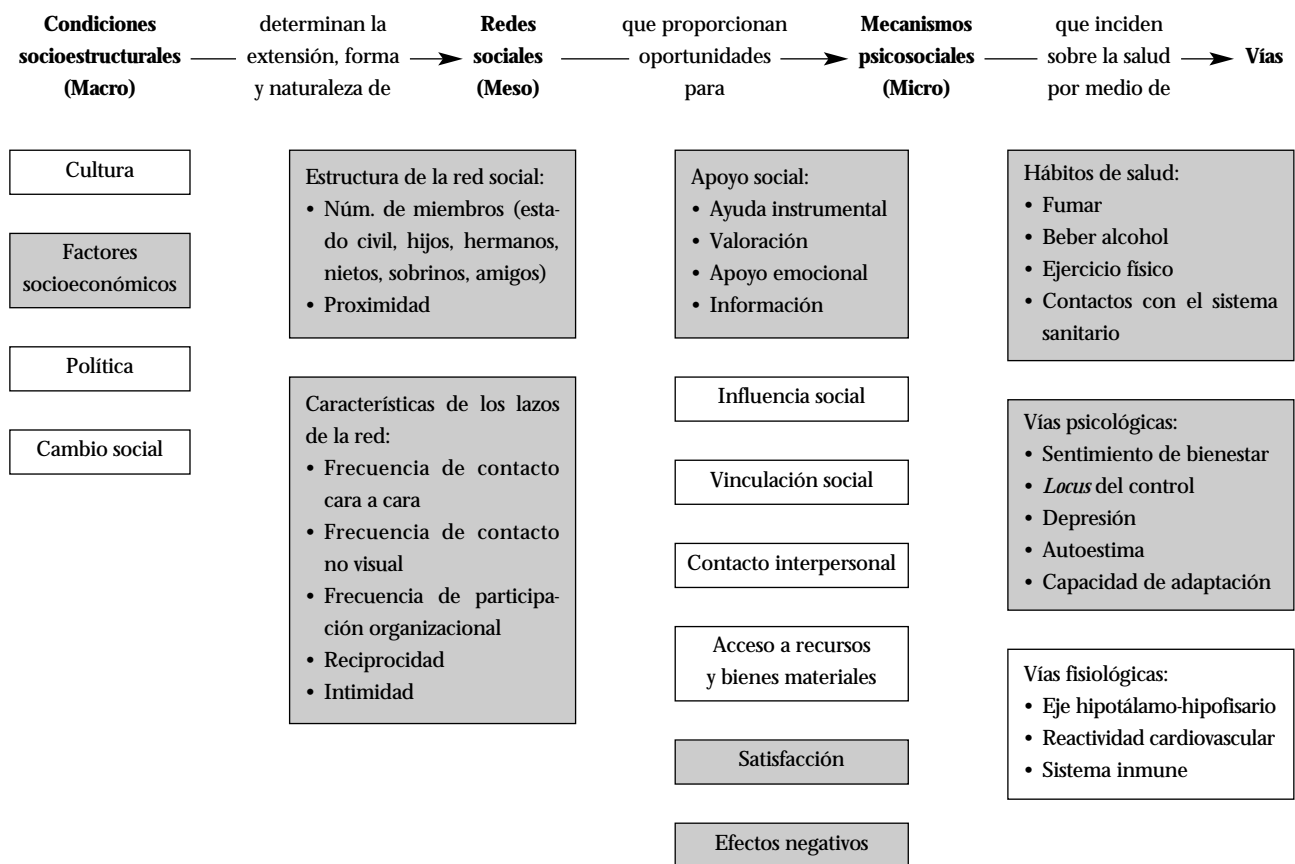 Condiciones
socioestructurales
(Macro)
determinan la
extensión, forma
y naturaleza de
Redes
sociales
(Meso)
que proporcionan
oportunidades
para
Mecanismos
psicosociales
(Micro)
que inciden
sobre la salud
por medio de
Vías
Cultura
Factores
socioeconómicos
Política
Cambio social
Estructura de la red social:
• Núm. de miembros (esta-
do civil, hijos, hermanos,
nietos, sobrinos, amigos)
• Proximidad
Características de los lazos
de la red:
• Frecuencia de contacto
cara a cara
• Frecuencia de contacto
no visual
• Frecuencia de participa-
ción organizacional
• Reciprocidad
• Intimidad
Apoyo social:
• Ayuda instrumental
• Valoración
• Apoyo emocional
• Información
Influencia social
Vinculación social
Contacto interpersonal
Acceso a recursos
y bienes materiales
Satisfacción
Efectos negativos
Hábitos de salud:
• Fumar
• Beber alcohol
• Ejercicio físico
• Contactos con el sistema
sanitario
Vías psicológicas:
• Sentimiento de bienestar
• Locus del control
• Depresión
• Autoestima
• Capacidad de adaptación
Vías fisiológicas:
• Eje hipotálamo-hipofisario
• Reactividad cardiovascular
• Sistema inmune